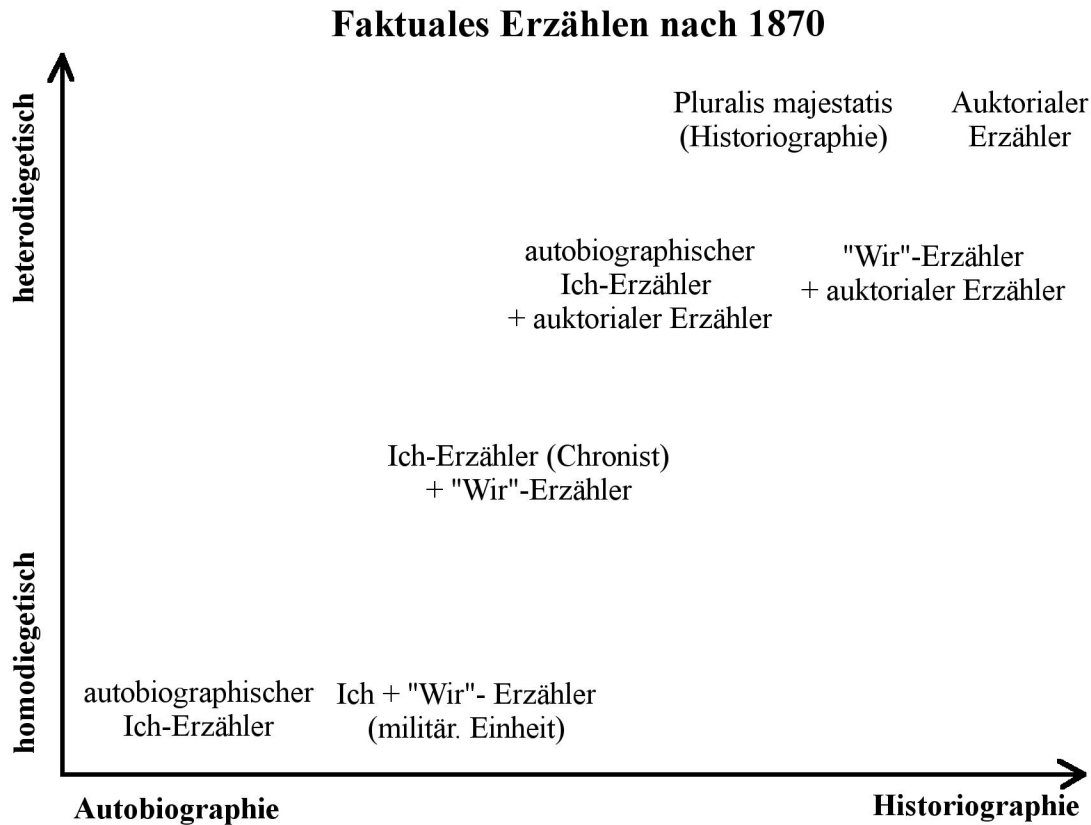 Faktuales Erzählen nach 1870
heterodiegetisch
Pluralis majestatis
(Historiographie)
Auktorialer
Erzähler
autobiographischer
Ich-Erzähler
+ auktorialer Erzähler
"Wir"-Erzähler
+ auktorialer Erzähler
Ich-Erzähler (Chronist)
+ "Wir"-Erzähler
homodiegetisch
autobiographischer
Ich-Erzähler
Ich + "Wir"- Erzähler
(militär. Einheit)
Autobiographie
Historiographie